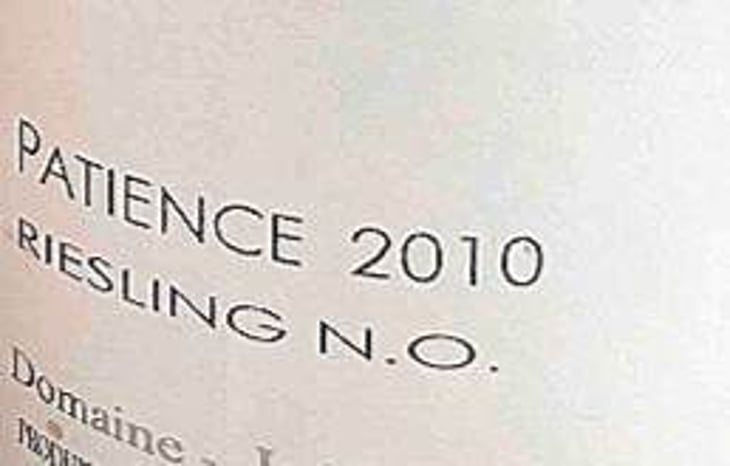 PATIENCE 2010
RIESLING N.O.
Domaine